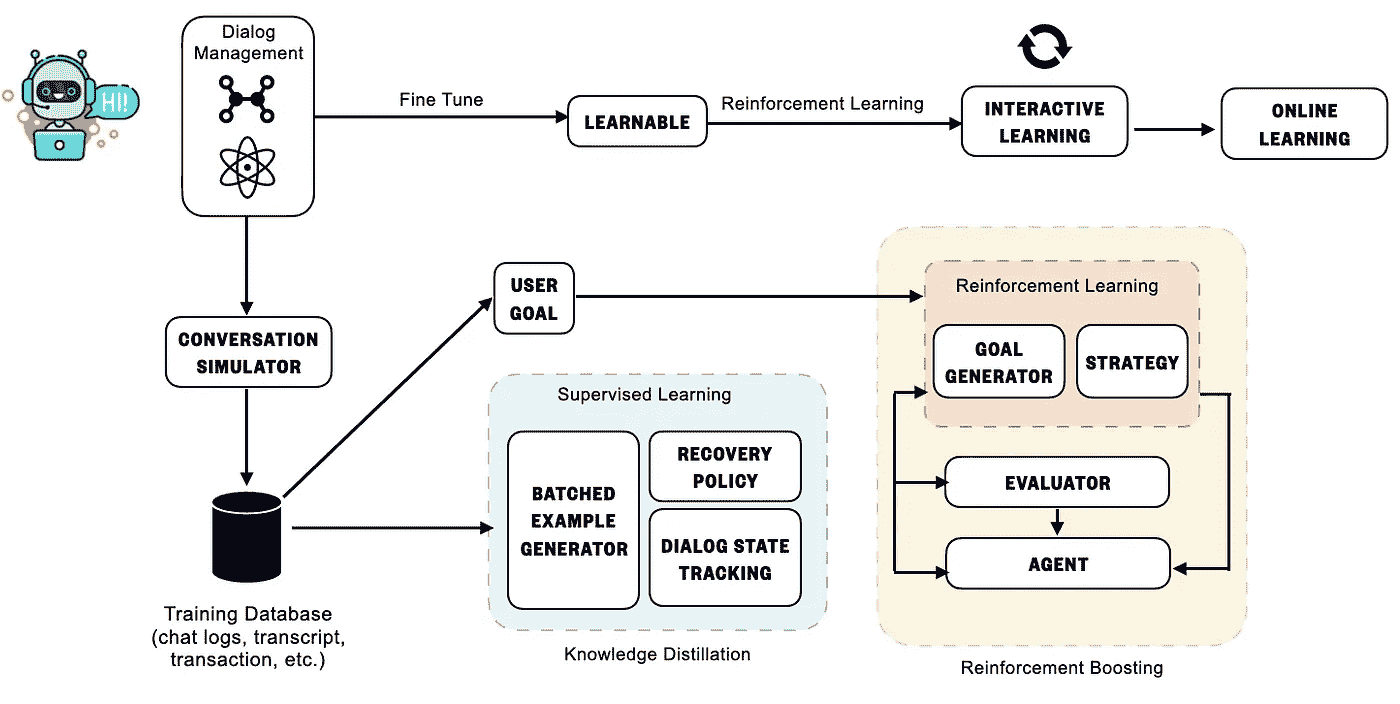 Dialog
Management
HI!
Fine Tune
LEARNABLE
Reinforcement Learning
INTERACTIVE
LEARNING
ONLINE
LEARNING
CONVERSATION
SIMULATOR
USER
GOAL
Reinforcement Learning
GOAL
GENERATOR
STRATEGY
Supervised Learning
BATCHED
EXAMPLE
GENERATOR
RECOVERY
POLICY
DIALOG STATE
TRACKING
EVALUATOR
AGENT
Training Database
(chat logs, transcript,
transaction, etc.)
Knowledge Distillation
Reinforcement Boosting